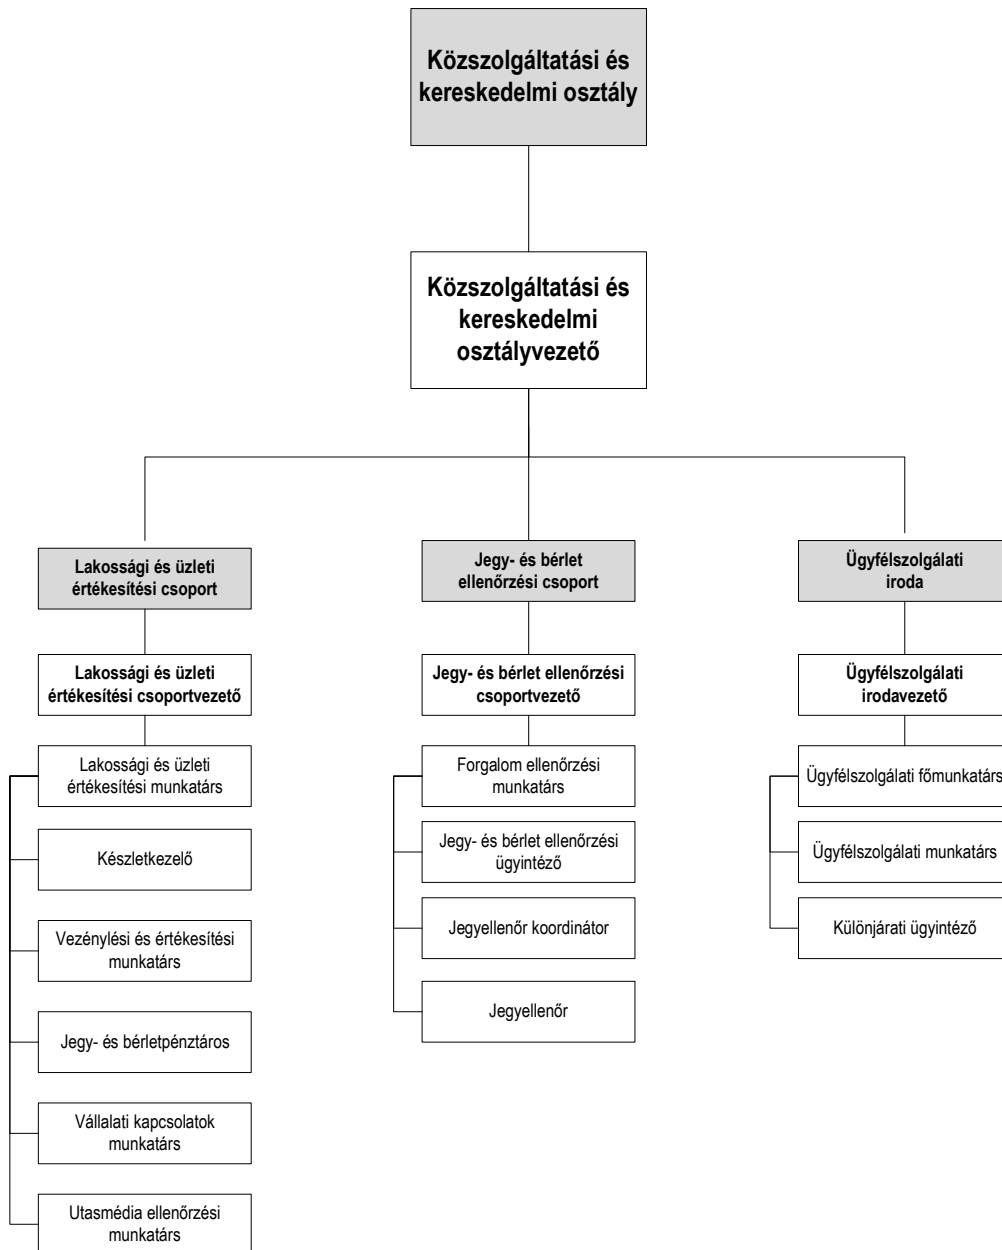 Közszolgáltatási és
kereskedelmi osztály
Közszolgáltatási és
kereskedelmi
osztályvezető
Lakossági és üzleti
értékesítési csoport
Lakossági és üzleti
értékesítési csoportvezető
Lakossági és üzleti
értékesítési munkatárs
Készletkezelő
Vezénylési és értékesítési
munkatárs
Jegy- és bérletpénztáros
Vállalati kapcsolatok
munkatárs
Utasmédia ellenőrzési
munkatárs
Jegy- és bérlet
ellenőrzési csoport
Jegy- és bérlet ellenőrzési
csoportvezető
Forgalom ellenőrzési
munkatárs
Jegy- és bérlet ellenőrzési
ügyintéző
Jegyellenőr koordinátor
Jegyellenőr
Ügyfélszolgálati
iroda
Ügyfélszolgálati
irodavezető
Ügyfélszolgálati főmunkatárs
Ügyfélszolgálati munkatárs
Különjárati ügyintéző